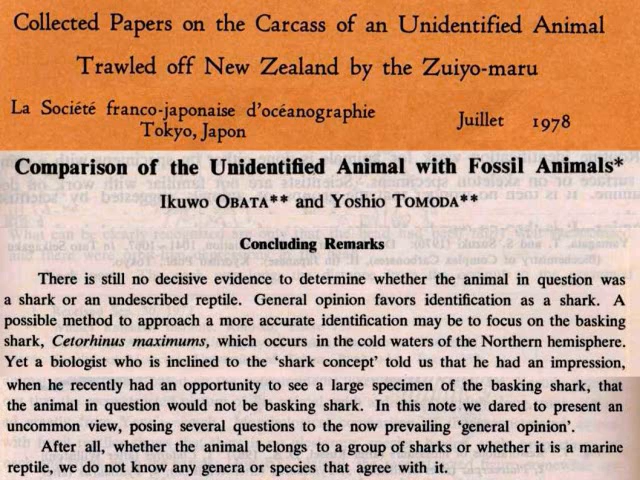 Collected Papers on the Carcass of an Unidentified Animal
Trawled off New Zealand by the Zuiyo-maru
La Société franco-japonaise d'océanographie
Tokyo, Japon
Juillet 1978
Comparison of the Unidentified Animal with Fossil Animals*
Ikuwo OBATA** and Yoshio TOMODA**
Concluding Remarks
There is still no decisive evidence to determine whether the animal in question was
a shark or an undescribed reptile. General opinion favors identification as a shark. A
possible method to approach a more accurate identification may be to focus on the basking
shark, Cetorhinus maximums, which occurs in the cold waters of the Northern hemisphere.
Yet a biologist who is inclined to the 'shark concept' told us that he had an impression,
when he recently had an opportunity to see a large specimen of the basking shark, that
the animal in question would not be basking shark. In this note we dared to present an
uncommon view, posing several questions to the now prevailing 'general opinion'.
After all, whether the animal belongs to a group of sharks or whether it is a marine
reptile, we do not know any genera or species that agree with it.